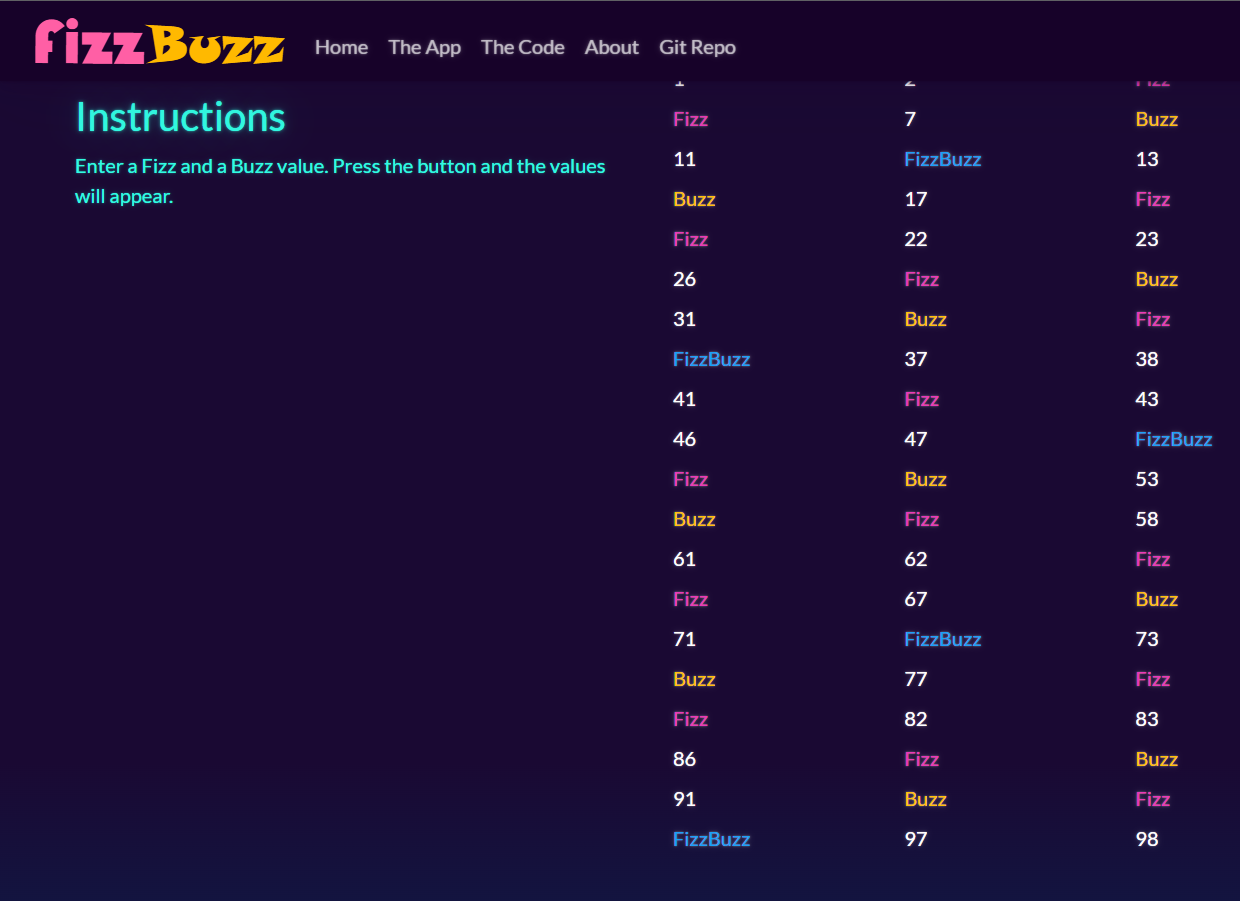 FizzBuzz Home The App The Code About Git Repo
1 2 Fizz
Instructions
Enter a Fizz and a Buzz value. Press the button and the values
will appear.
Fizz 7 Buzz
11 FizzBuzz 13
Buzz 17 Fizz
Fizz 22 23
26 Fizz Buzz
31 Buzz Fizz
FizzBuzz 37 38
41 Fizz 43
46 47 FizzBuzz
Fizz Buzz 53
Buzz Fizz 58
61 62 Fizz
Fizz 67 Buzz
71 FizzBuzz 73
Buzz 77 Fizz
Fizz 82 83
86 Fizz Buzz
91 Buzz Fizz
FizzBuzz 97 98